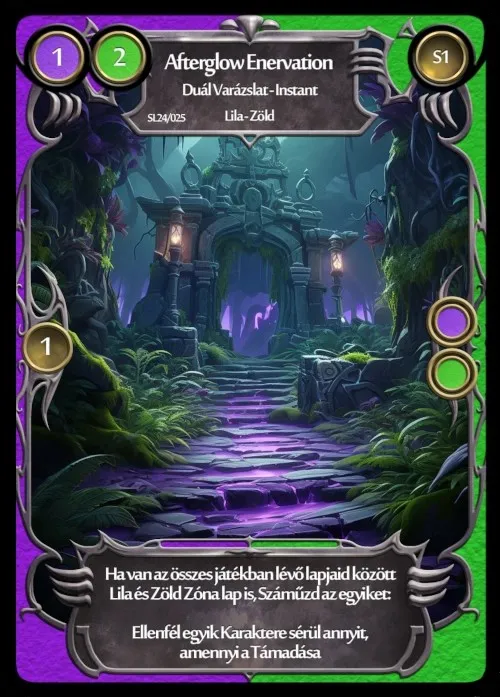 1
2
Afterglow Enervation
S1
Duál Varázslat - Instant
SL24/025
Lila - Zöld
1
Ha van az összes játékban lévő lapjaid között
Lila és Zöld Zóna lap is, Száműzd az egyiket:
Ellenfél egyik Karaktere sérül annyit,
amennyi a Támadása